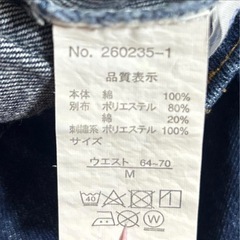 No. 260235-1
品質表示
本体 綿 100%
別布 ポリエステル 80%
綿 20%
刺繍糸 ポリエステル 100%
サイズ
ウエスト 64~70
M
40
W